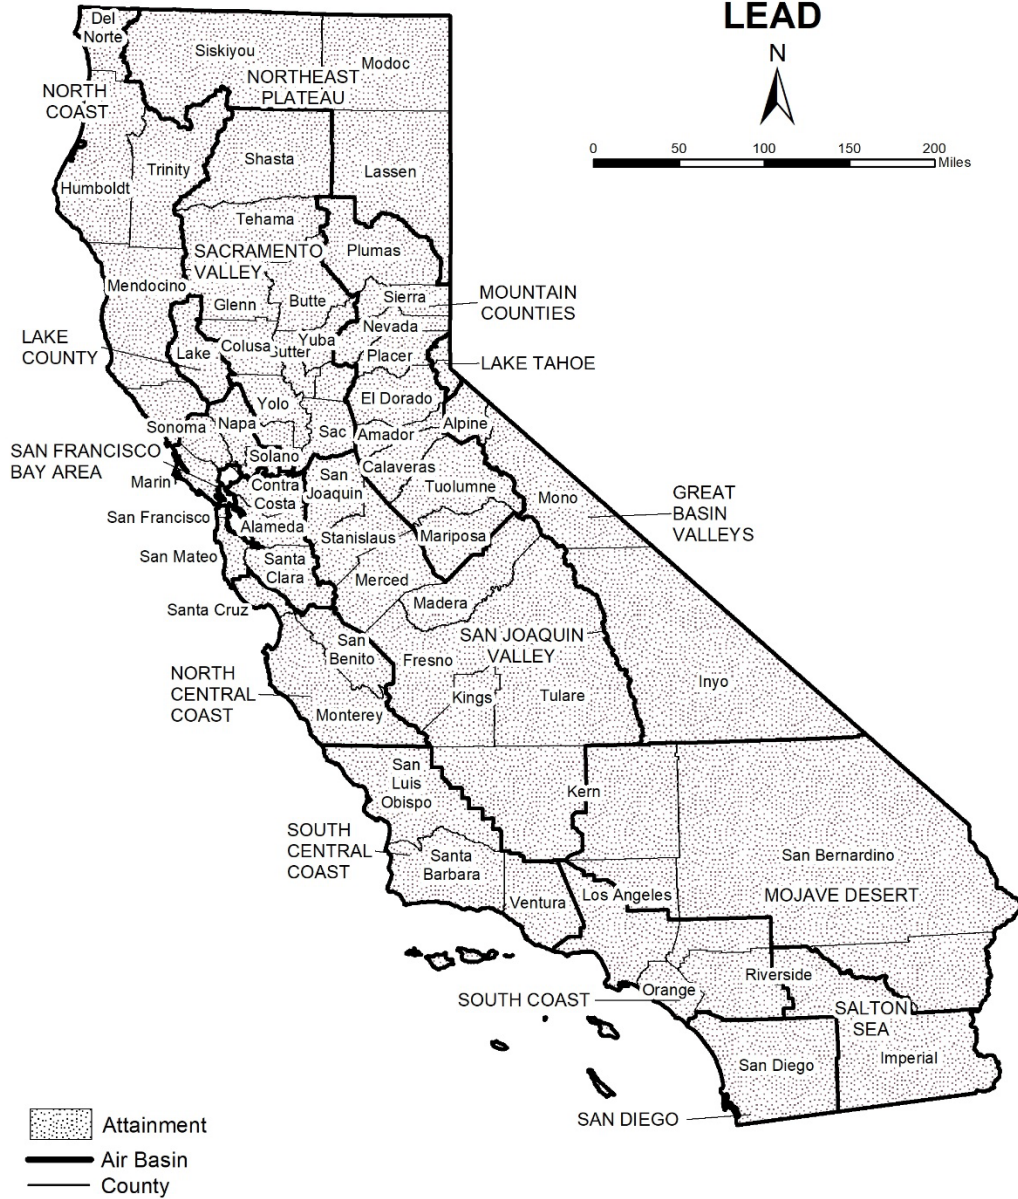 LEAD
N
0 50 100 150 200
Miles
Del
Norte
Siskiyou
Modoc
NORTHEAST
PLATEAU
NORTH
COAST
Shasta
Trinity
Lassen
Humboldt
Tehama
Plumas
SACRAMENTO
VALLEY
Mendocino
Glenn
Butte
Sierra
MOUNTAIN
COUNTIES
Nevada
LAKE
COUNTY
Lake
Colusa
Yuba
Sutter
Placer
LAKE TAHOE
El Dorado
Yolo
Sonoma
Napa
Sac
Amador
Alpine
SAN FRANCISCO
BAY AREA
Solano
Calaveras
Marin
Contra
Costa
San
Joaquin
Tuolumne
Mono
GREAT
BASIN
VALLEYS
San Francisco
Alameda
Stanislaus
Mariposa
San Mateo
Santa
Clara
Merced
Santa Cruz
Madera
San
Benito
Fresno
SAN JOAQUIN
VALLEY
NORTH
CENTRAL
COAST
Kings
Tulare
Inyo
Monterey
San
Luis
Obispo
Kern
SOUTH
CENTRAL
COAST
Santa
Barbara
San Bernardino
Ventura
Los Angeles
MOJAVE DESERT
Riverside
Orange
SOUTH COAST
SALTON
SEA
San Diego
Imperial
SAN DIEGO
Attainment
Air Basin
County